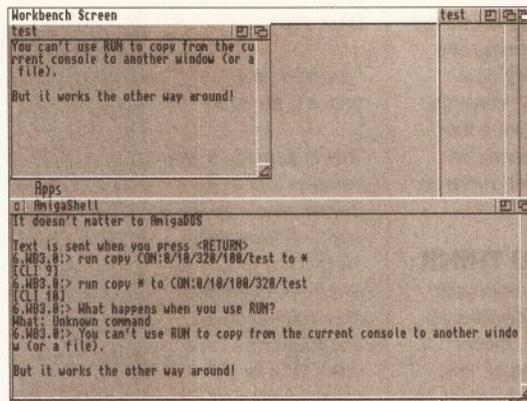 Workbench Screen
test
test
You can't use RUN to copy from the cu
rrent console to another window (or a
file).
But it works the other way around!
Apps
AmigaShell
It doesn't matter to AmigaDOS
Text is sent when you press <RETURN>
6.WB3.0:> run copy CON:0/10/320/100/test to *
[CLI 9]
6.WB3.0:> run copy * to CON:0/10/100/320/test
[CLI 10]
6.WB3.0:> What happens when you use RUN?
What: Unknown command
6.WB3.0:> You can't use RUN to copy from the current console to another windo
w (or a file).
But it works the other way around!